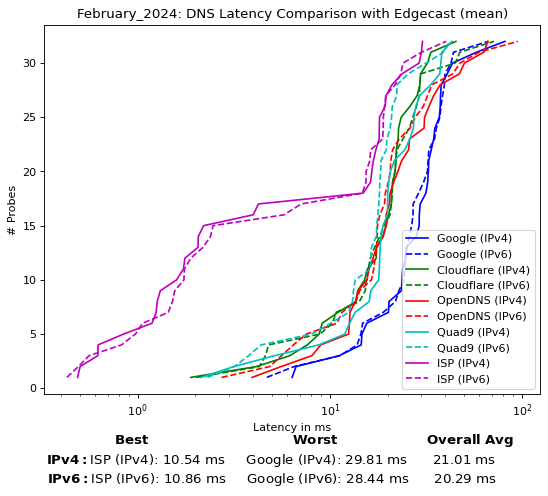 February_2024: DNS Latency Comparison with Edgecast (mean)
# Probes
30
25
20
15
10
5
0
Google (IPv4)
Google (IPv6)
Cloudflare (IPv4)
Cloudflare (IPv6)
OpenDNS (IPv4)
OpenDNS (IPv6)
Quad9 (IPv4)
Quad9 (IPv6)
ISP (IPv4)
ISP (IPv6)
10⁰ 10¹ 10²
Latency in ms
Best Worst Overall Avg
IPv4: ISP (IPv4): 10.54 ms Google (IPv4): 29.81 ms 21.01 ms
IPv6: ISP (IPv6): 10.86 ms Google (IPv6): 28.44 ms 20.29 ms